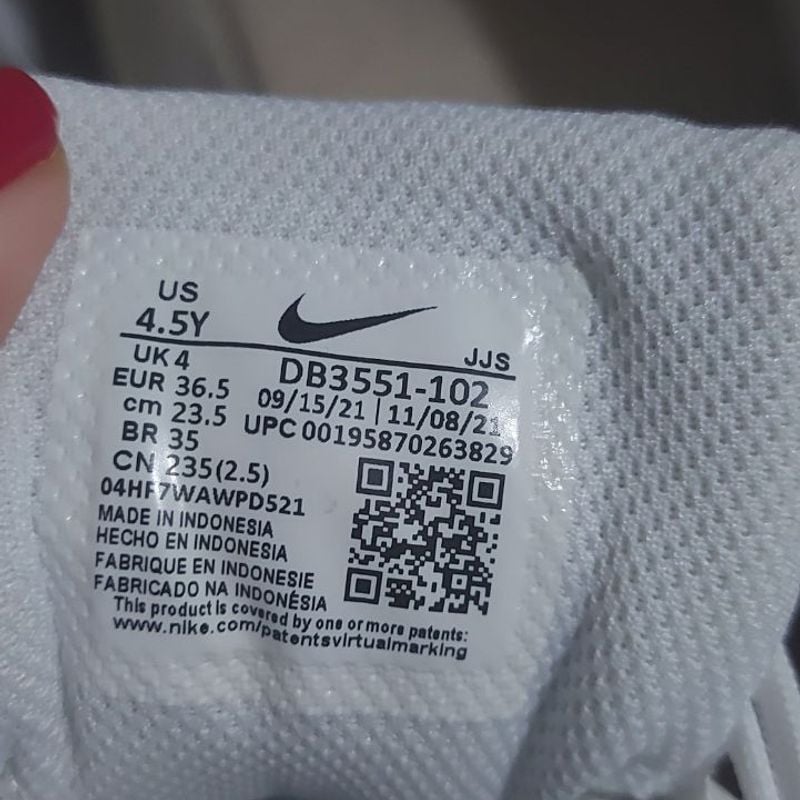 US
4.5Y
JJS
UK 4
DB3551-102
EUR 36.5
09/15/21 | 11/08/21
cm 23.5
UPC 00195870263829
BR 35
CN 235(2.5)
04HF7WAWPD521
MADE IN INDONESIA
HECHO EN INDONESIA
FABRIQUE EN INDONESIE
FABRICADO NA INDONÉSIA
This product is covered by one or more patents:
www.nike.com/patentsvirtualmarking